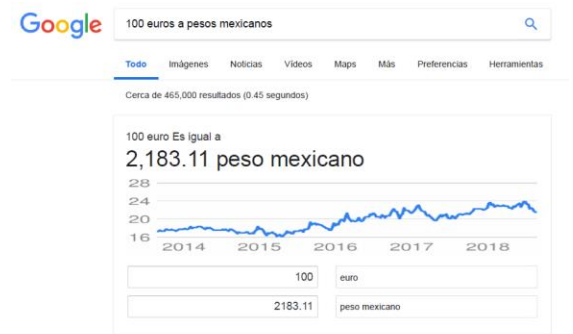 Google 100 euros a pesos mexicanos
Todo Imágenes Noticias Vídeos Maps Más Preferencias Herramientas
Cerca de 465,000 resultados (0.45 segundos)
100 euro Es igual a
2,183.11 peso mexicano
28
24
20
16
2014 2015 2016 2017 2018
100 euro
2183.11 peso mexicano